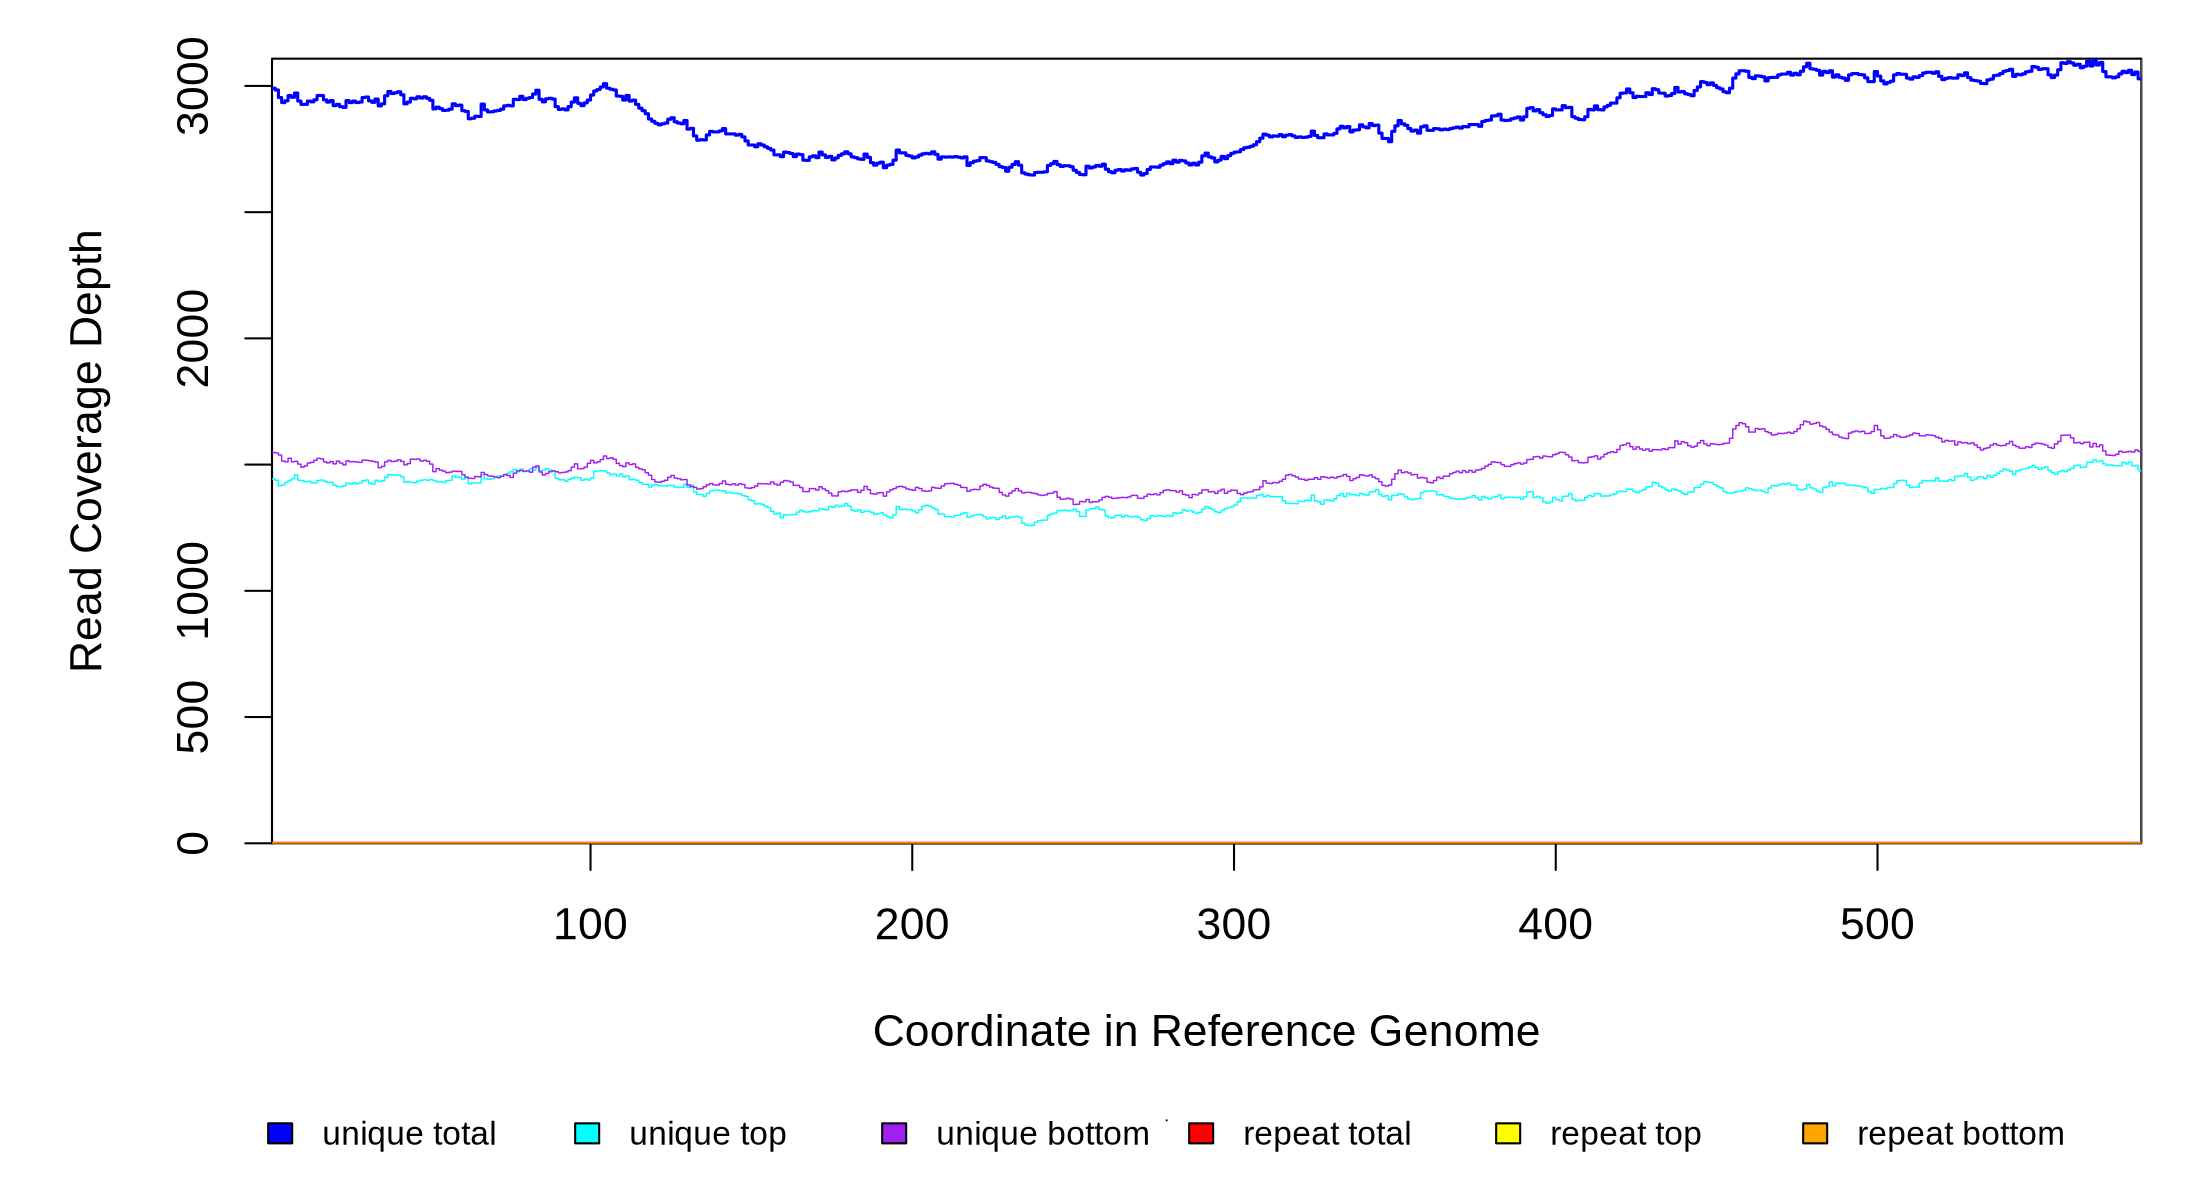 Read Coverage Depth
3000
2000
1000
500
0
100 200 300 400 500
Coordinate in Reference Genome
unique total unique top unique bottom repeat total repeat top repeat bottom